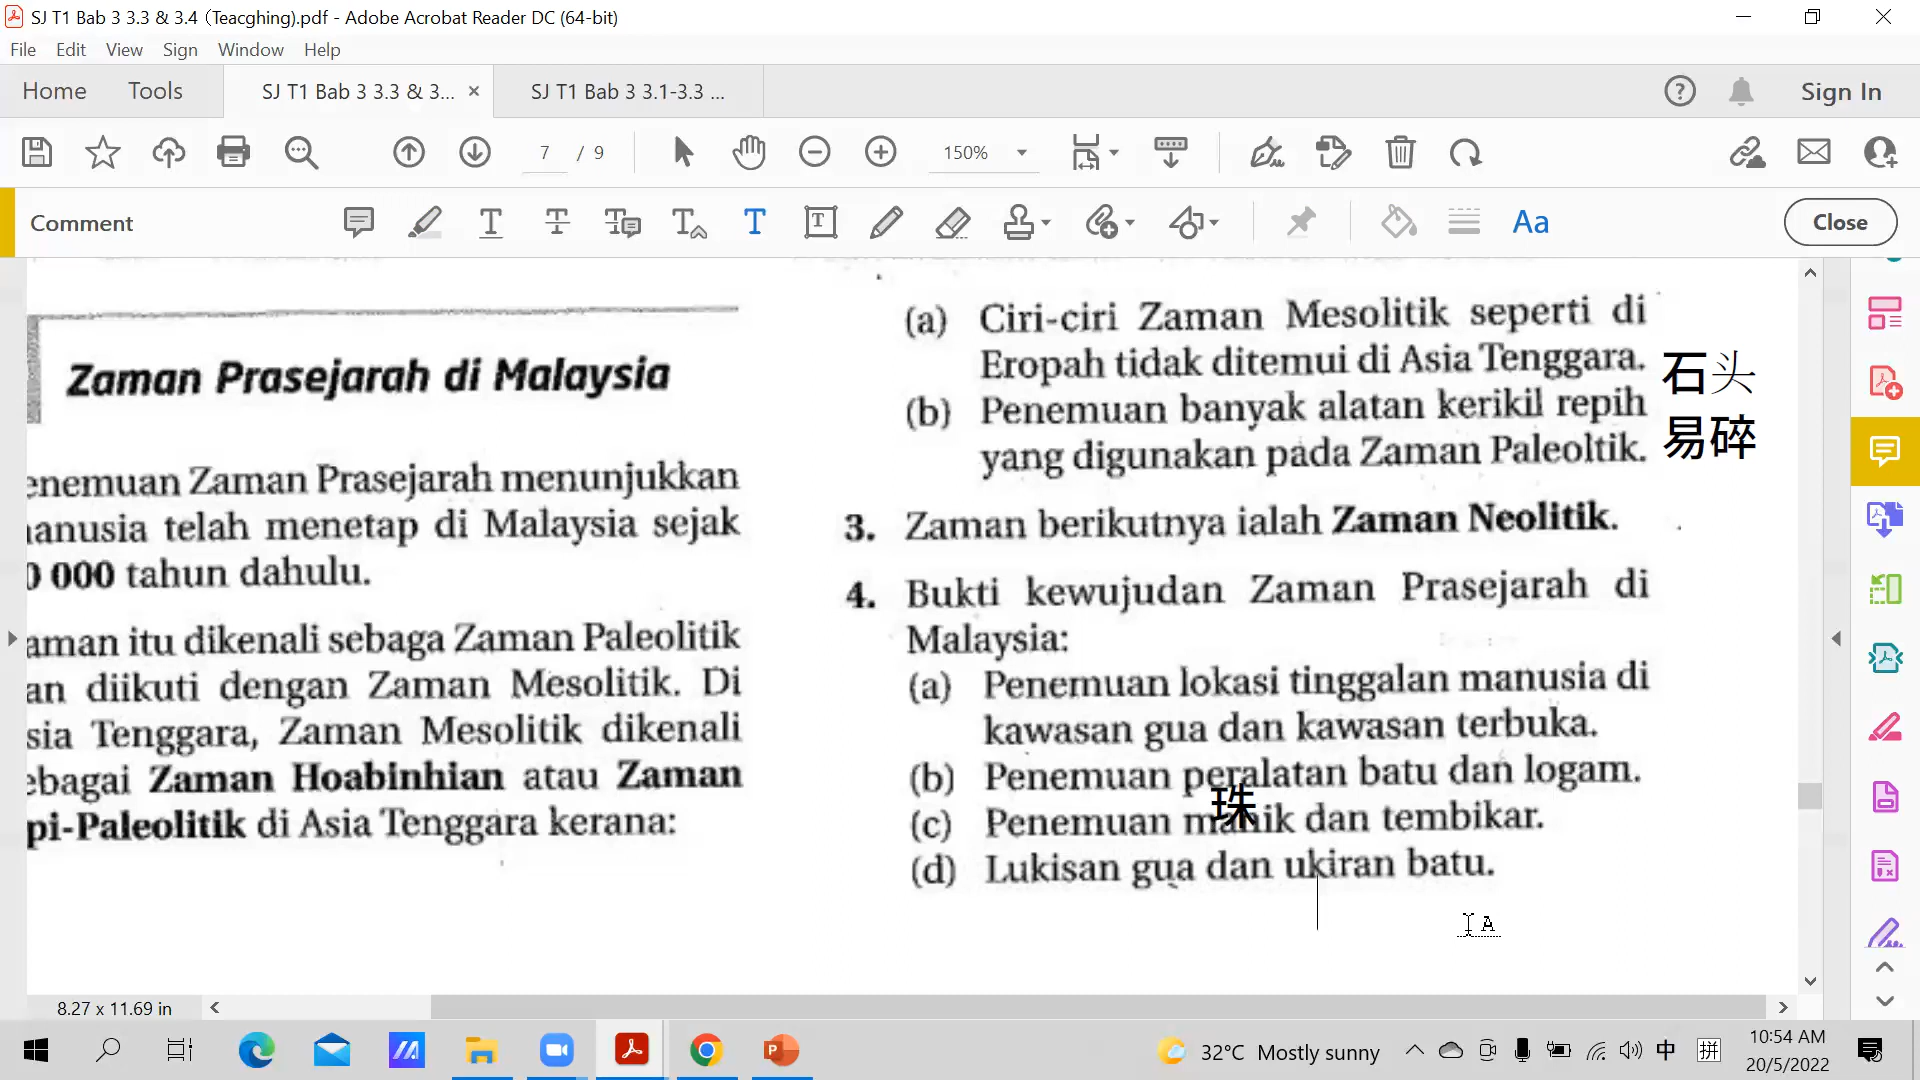 SJ T1 Bab 3 3.3 & 3.4 (Teacghing).pdf - Adobe Acrobat Reader DC (64-bit)
File Edit View Sign Window Help
Home Tools SJ T1 Bab 3 3.3 & 3... × SJ T1 Bab 3 3.1-3.3 ... Sign In
7 / 9 150%
Comment Aa Close
Zaman Prasejarah di Malaysia
enemuan Zaman Prasejarah menunjukkan
anusia telah menetap di Malaysia sejak
0 000 tahun dahulu.
aman itu dikenali sebaga Zaman Paleolitik
an diikuti dengan Zaman Mesolitik. Di
sia Tenggara, Zaman Mesolitik dikenali
ebagai Zaman Hoabinhian atau Zaman
pi-Paleolitik di Asia Tenggara kerana:
(a) Ciri-ciri Zaman Mesolitik seperti di
Eropah tidak ditemui di Asia Tenggara.
(b) Penemuan banyak alatan kerikil repih
yang digunakan pada Zaman Paleoltik.
石头
易碎
3. Zaman berikutnya ialah Zaman Neolitik.
4. Bukti kewujudan Zaman Prasejarah di
Malaysia:
(a) Penemuan lokasi tinggalan manusia di
kawasan gua dan kawasan terbuka.
(b) Penemuan peralatan batu dan logam.
珠
(c) Penemuan manik dan tembikar.
(d) Lukisan gua dan ukiran batu.
8.27 x 11.69 in
32°C Mostly sunny 中 拼 10:54 AM
20/5/2022